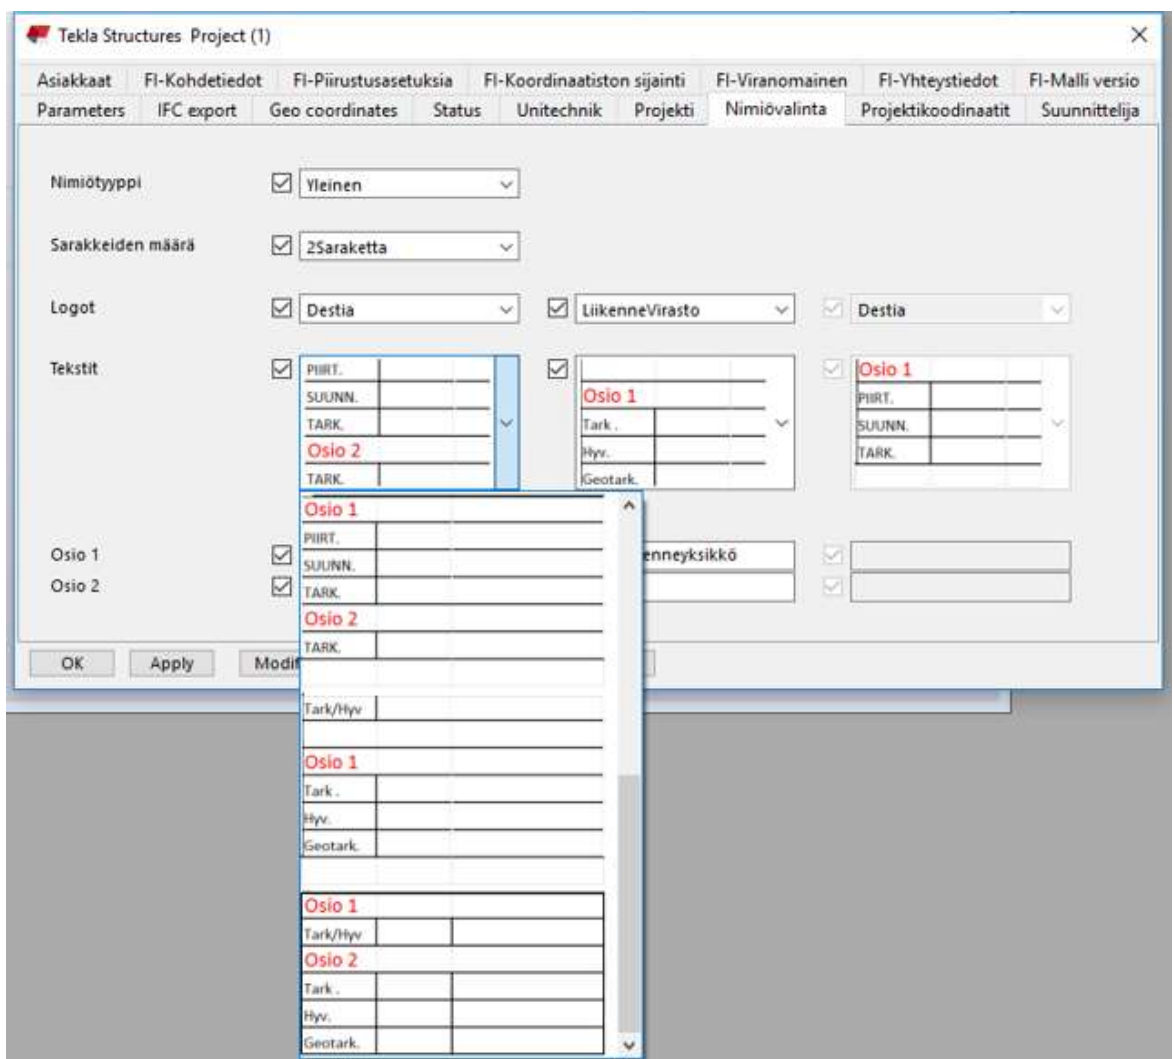 Tekla Structures Project (1)
Asiakkaat FI-Kohdetiedot FI-Piirustusasetuksia FI-Koordinaatiston sijainti FI-Viranomainen FI-Yhteystiedot FI-Malli versio
Parameters IFC export Geo coordinates Status Unitechnik Projekti Nimiövalinta Projektikoodinaatit Suunnittelija
Nimiötyyppi Yleinen
Sarakkeiden määrä 2Saraketta
Logot Destia LiikenneVirasto Destia
Tekstit
PIIRT.
SUUNN.
TARK.
Osio 2
TARK.
Osio 1
Tark .
Hyv.
Geotark.
Osio 1
PIIRT.
SUUNN.
TARK.
Osio 1
PIIRT.
SUUNN.
TARK.
Osio 2
TARK.
Tark/Hyv
Osio 1
Tark .
Hyv.
Geotark.
Osio 1
Tark/Hyv
Osio 2
Tark .
Hyv.
Geotark.
Osio 1 enneyksikkö
Osio 2
OK Apply Modif